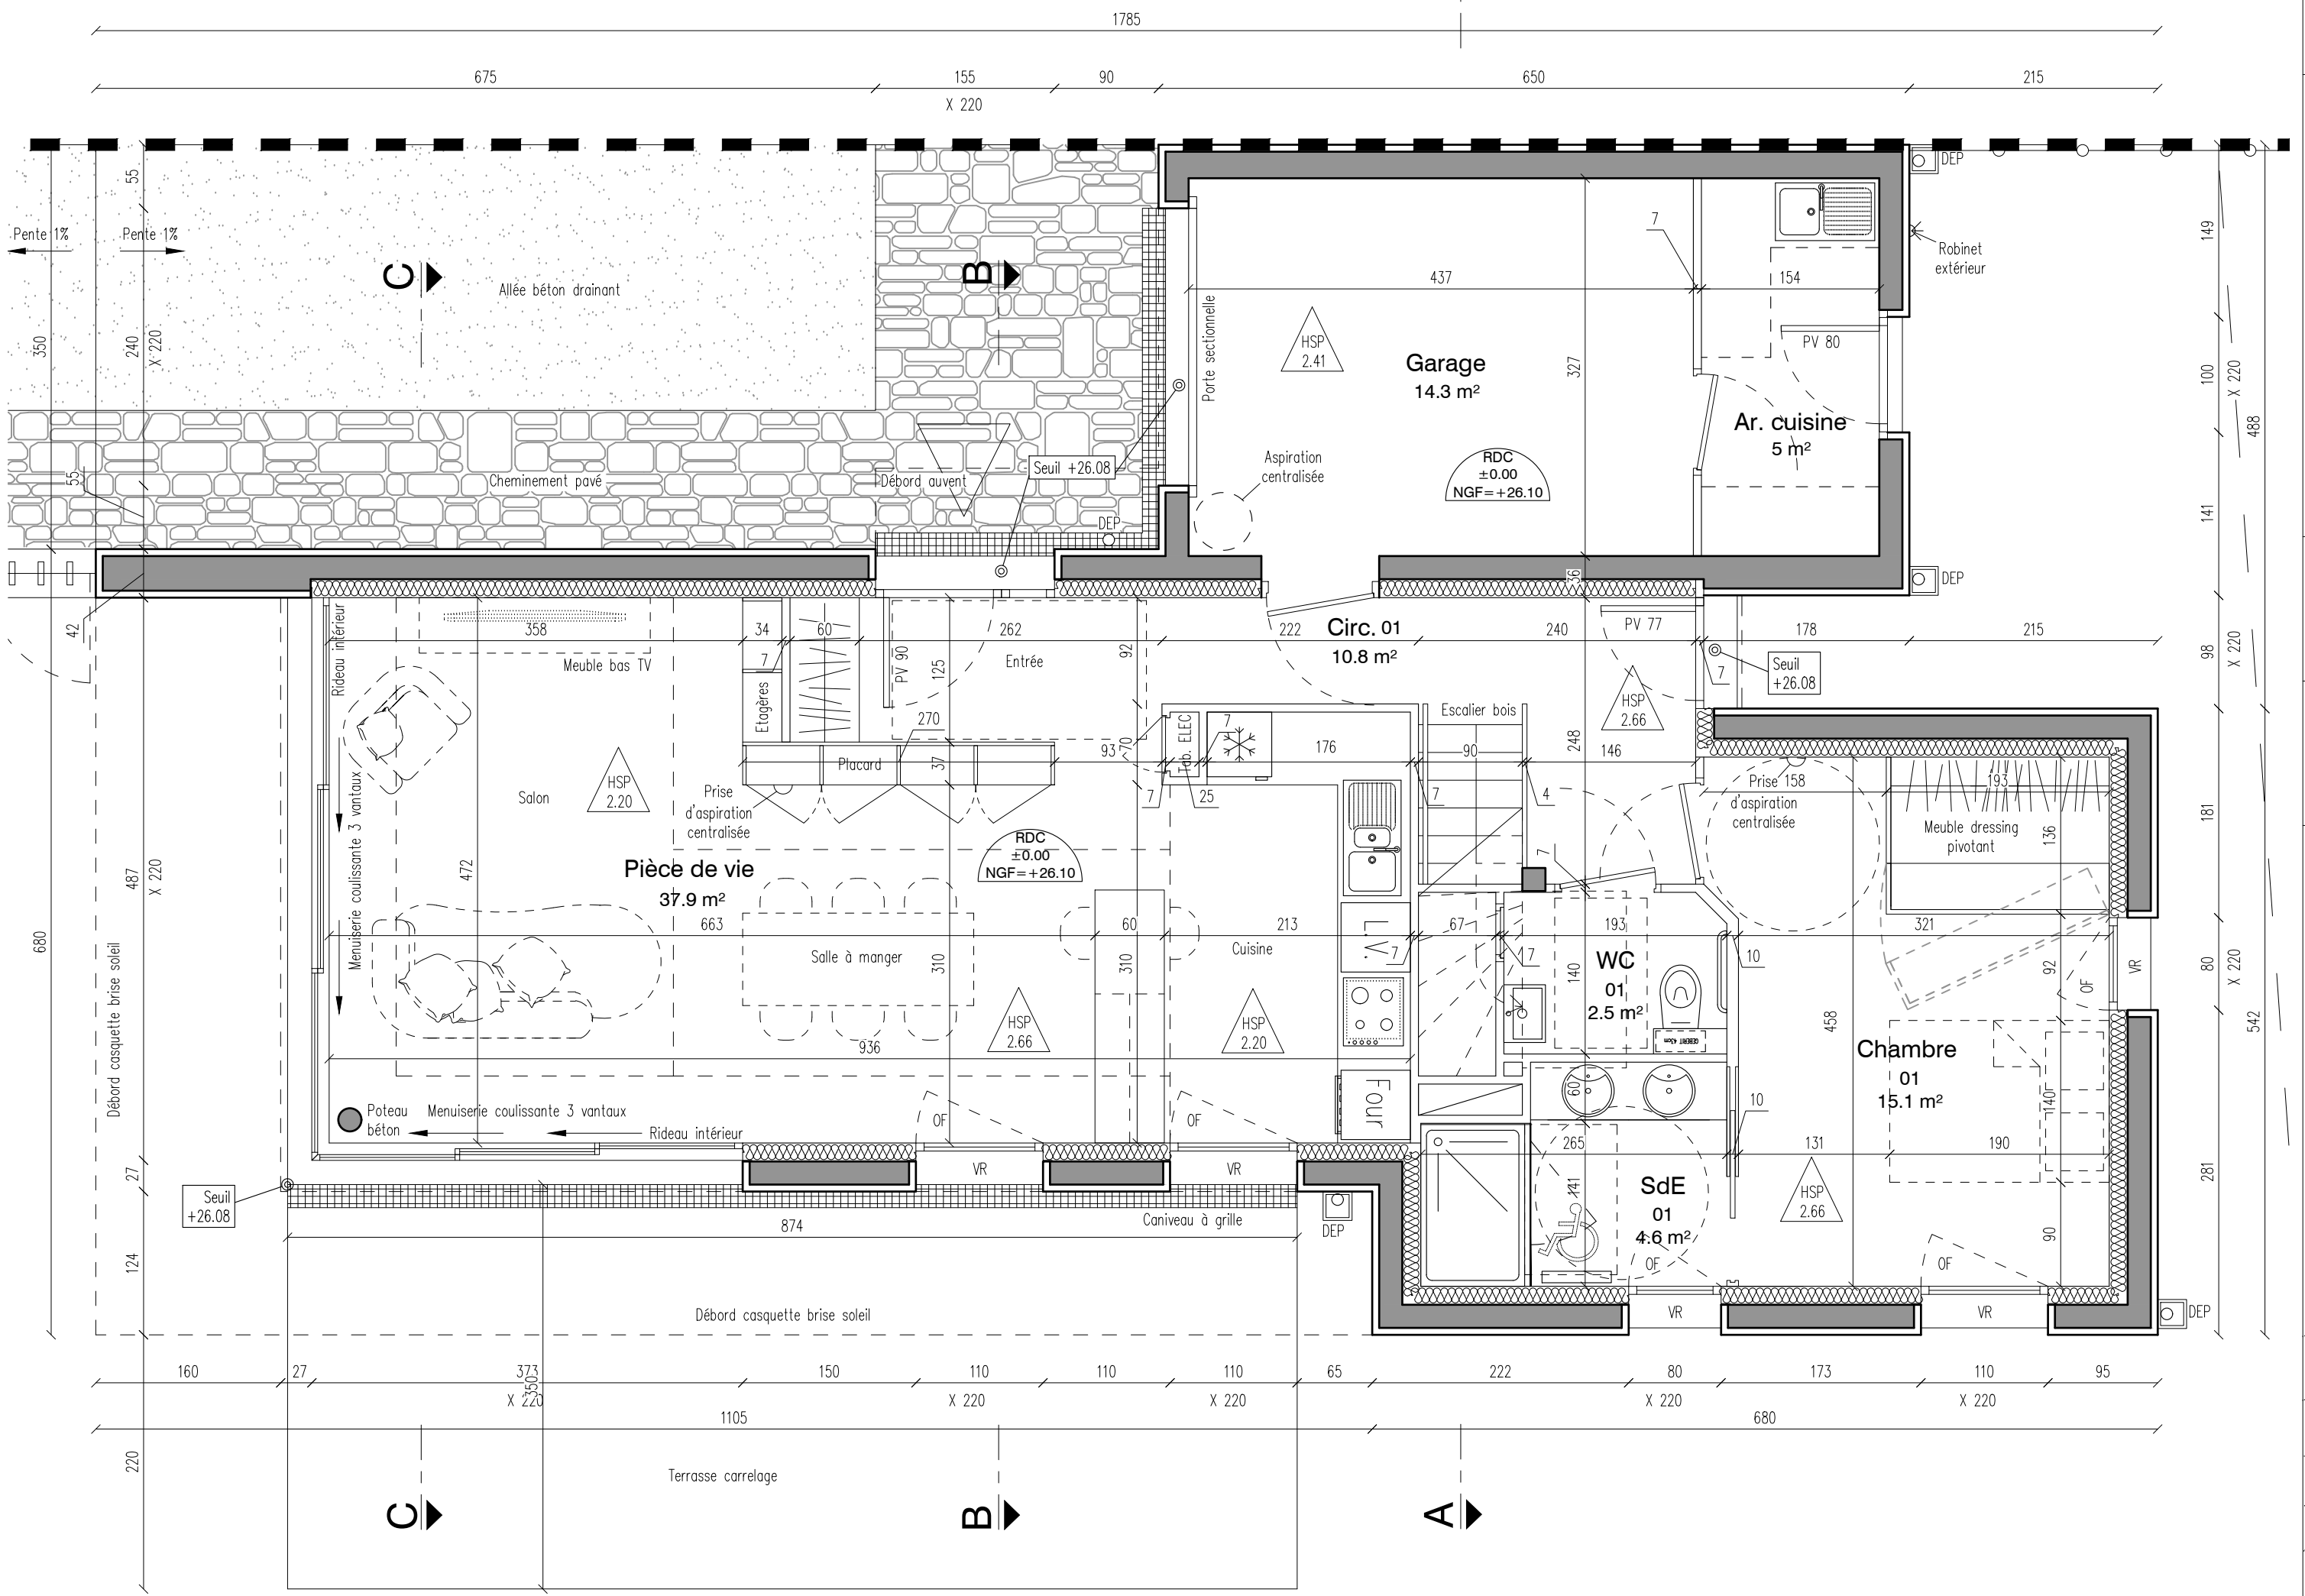 1785
675
155
X 220
90
650
215
DEP
55
Pente 1%
Pente 1%
350
240
X 220
C
B
Allée béton drainant
Porte sectionnelle
437
7
154
HSP
2.41
Garage
14.3 m²
327
PV 80
Ar. cuisine
5 m²
Robinet
extérieur
149
100
X 220
488
141
55
Cheminement pavé
Débord auvent
Seuil +26.08
Aspiration
centralisée
RDC
±0.00
NGF=+26.10
DEP
DEP
36
42
Rideau intérieur
358
Meuble bas TV
34
7
60
Etagères
PV 90
125
262
Entrée
92
222
Circ. 01
10.8 m²
240
PV 77
178
215
7
Seuil
+26.08
HSP
2.66
98
X 220
270
Placard
37
93
70
Tab. ELEC
7
176
Escalier bois
90
248
146
7
25
7
4
Salon
HSP
2.20
Prise
d'aspiration
centralisée
Menuiserie coulissante 3 vantaux
472
Pièce de vie
37.9 m²
RDC
±0.00
NGF=+26.10
Prise
158
d'aspiration
centralisée
193
Meuble dressing
pivotant
136
181
487
X 220
680
Débord casquette brise soleil
663
60
213
Cuisine
Salle à manger
310
310
L.V.
7
67
7
7
193
WC
01
2.5 m²
140
10
GEBERIT 43cm
321
92
OF
VR
80
X 220
542
458
Chambre
01
15.1 m²
HSP
2.66
HSP
2.20
936
Four
60
10
140
Poteau
béton
Menuiserie coulissante 3 vantaux
Rideau intérieur
OF
OF
VR
VR
265
141
SdE
01
4.6 m²
OF
131
190
HSP
2.66
OF
90
281
27
Seuil
+26.08
874
Caniveau à grille
DEP
124
VR
VR
DEP
Débord casquette brise soleil
160
27
373
X 220
350
150
110
X 220
110
110
X 220
65
222
80
X 220
173
110
X 220
95
1105
680
220
Terrasse carrelage
C
B
A